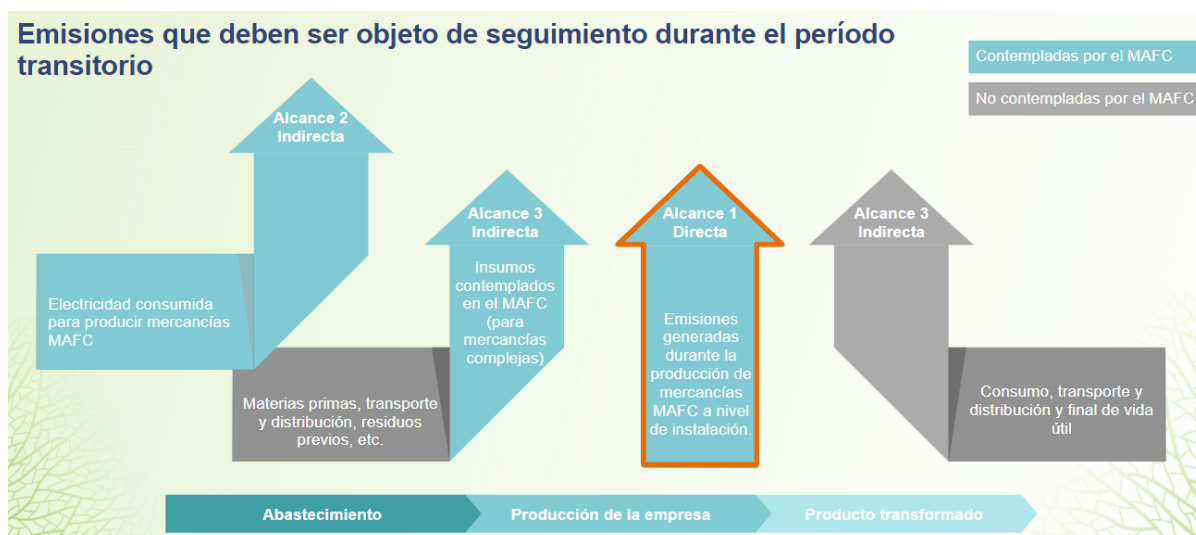 Emisiones que deben ser objeto de seguimiento durante el período
transitorio
Contempladas por el MAFC
No contempladas por el MAFC
Alcance 2
Indirecta
Electricidad consumida
para producir mercancías
MAFC
Alcance 3
Indirecta
Insumos
contemplados
en el MAFC
(para
mercancías
complejas)
Materias primas, transporte
y distribución, residuos
previos, etc.
Alcance 1
Directa
Emisiones
generadas
durante la
producción de
mercancías
MAFC a nivel
de instalación.
Alcance 3
Indirecta
Consumo, transporte y
distribución y final de vida
útil
Abastecimiento
Producción de la empresa
Producto transformado